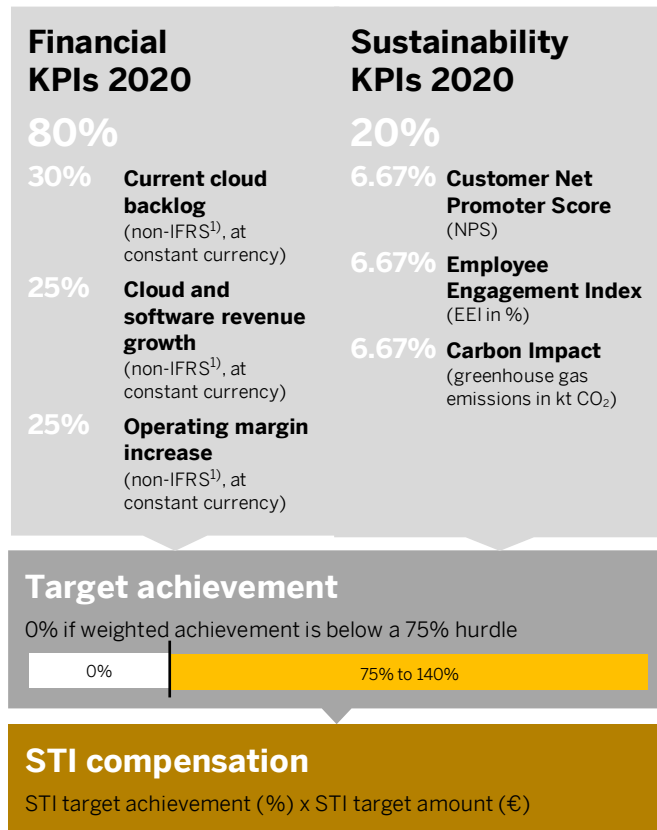 Financial
KPIs 2020
80%
30% Current cloud
backlog
(non-IFRS¹⁾, at
constant currency)
25% Cloud and
software revenue
growth
(non-IFRS¹⁾, at
constant currency)
25% Operating margin
increase
(non-IFRS¹⁾, at
constant currency)
Sustainability
KPIs 2020
20%
6.67% Customer Net
Promoter Score
(NPS)
6.67% Employee
Engagement Index
(EEI in %)
6.67% Carbon Impact
(greenhouse gas
emissions in kt CO₂)
Target achievement
0% if weighted achievement is below a 75% hurdle
0%
75% to 140%
STI compensation
STI target achievement (%) x STI target amount (€)